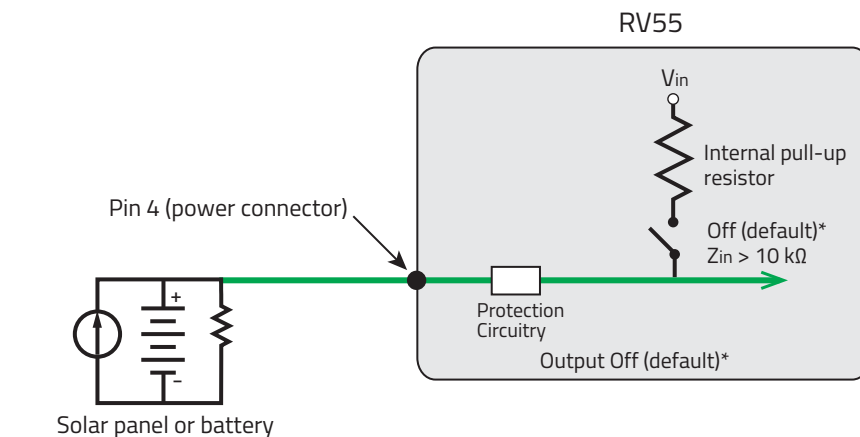 RV55
Vin
Internal pull-up
resistor
Pin 4 (power connector)
Off (default)*
Zin > 10 kΩ
+
Protection
Circuitry
–
Output Off (default)*
Solar panel or battery